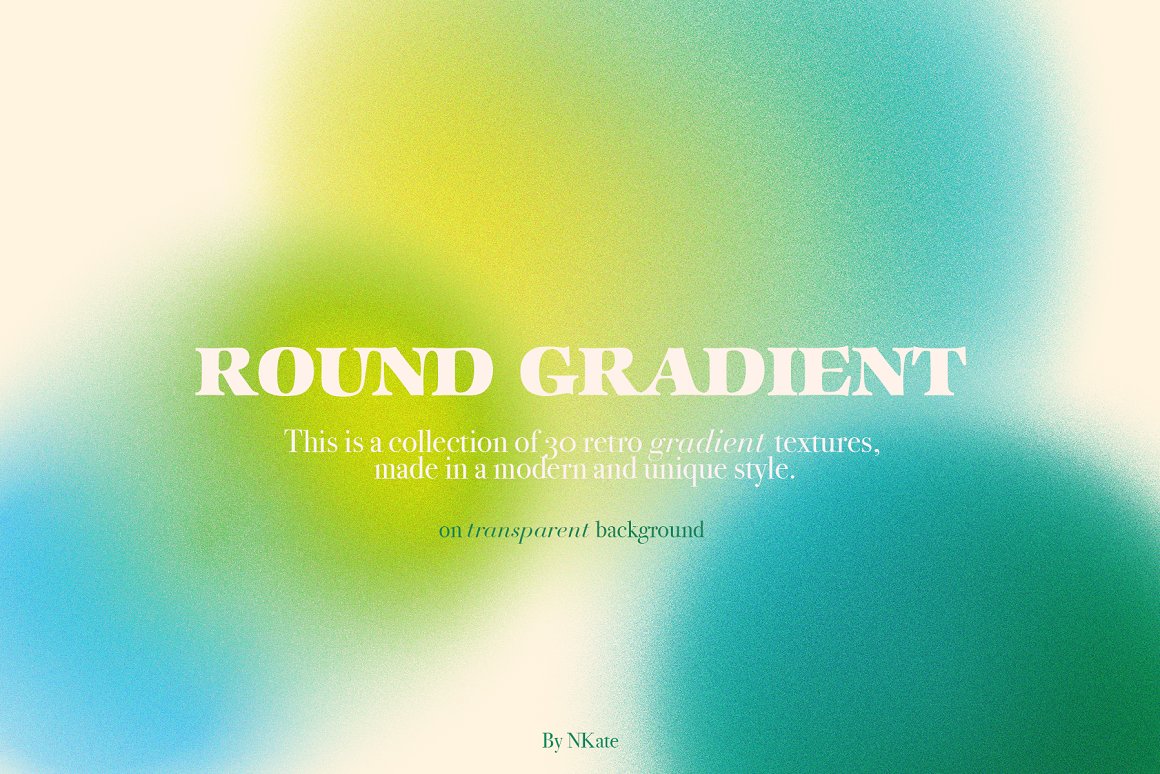 ROUND GRADIENT
This is a collection of 30 retro gradient textures,
made in a modern and unique style.
on transparent background
By NKate